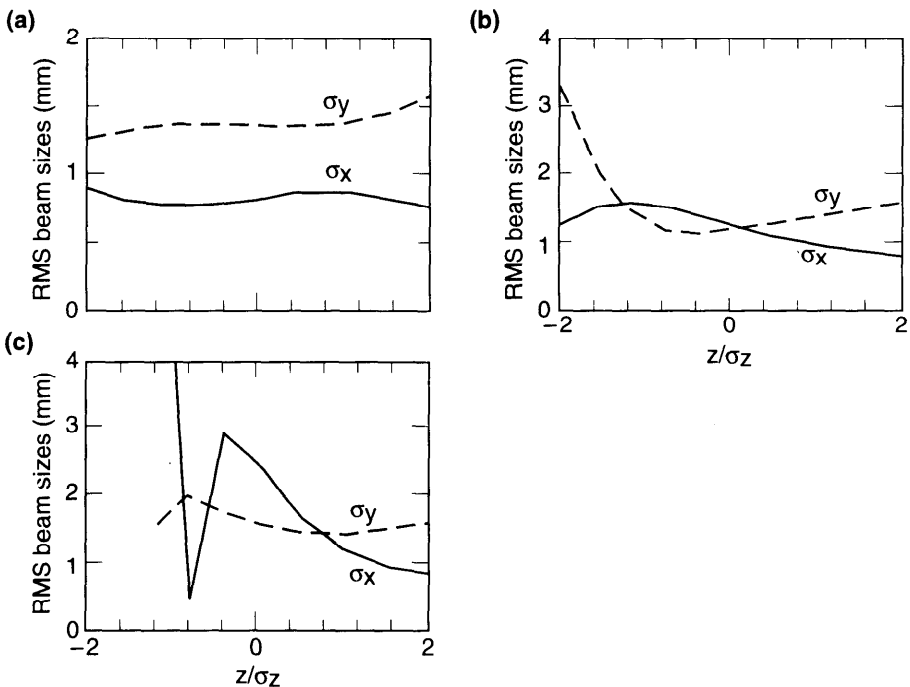 (a)
RMS beam sizes (mm)
2
1
0
σy
σx
(b)
RMS beam sizes (mm)
4
3
2
1
0
σy
σx
-2
0
2
z/σz
(c)
RMS beam sizes (mm)
4
3
2
1
0
σy
σx
-2
0
2
z/σz